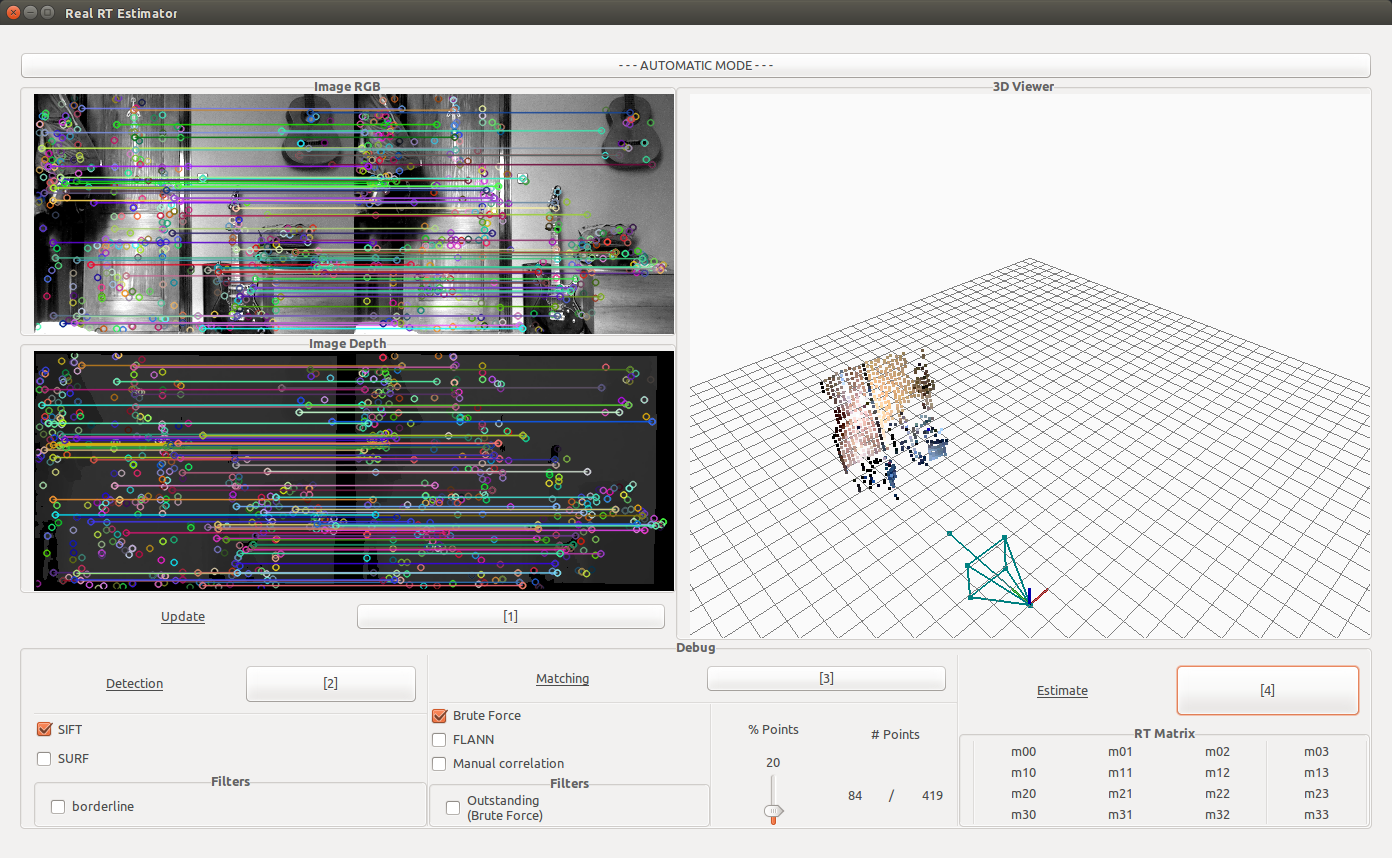 Real RT Estimator
- - - AUTOMATIC MODE - - -
Image RGB
3D Viewer
Image Depth
Update
[1]
Debug
Detection
[2]
SIFT
SURF
Filters
borderline
Matching
[3]
Brute Force
FLANN
Manual correlation
Filters
Outstanding
(Brute Force)
% Points
20
# Points
84 / 419
Estimate
[4]
RT Matrix
m00 m01 m02 m03
m10 m11 m12 m13
m20 m21 m22 m23
m30 m31 m32 m33